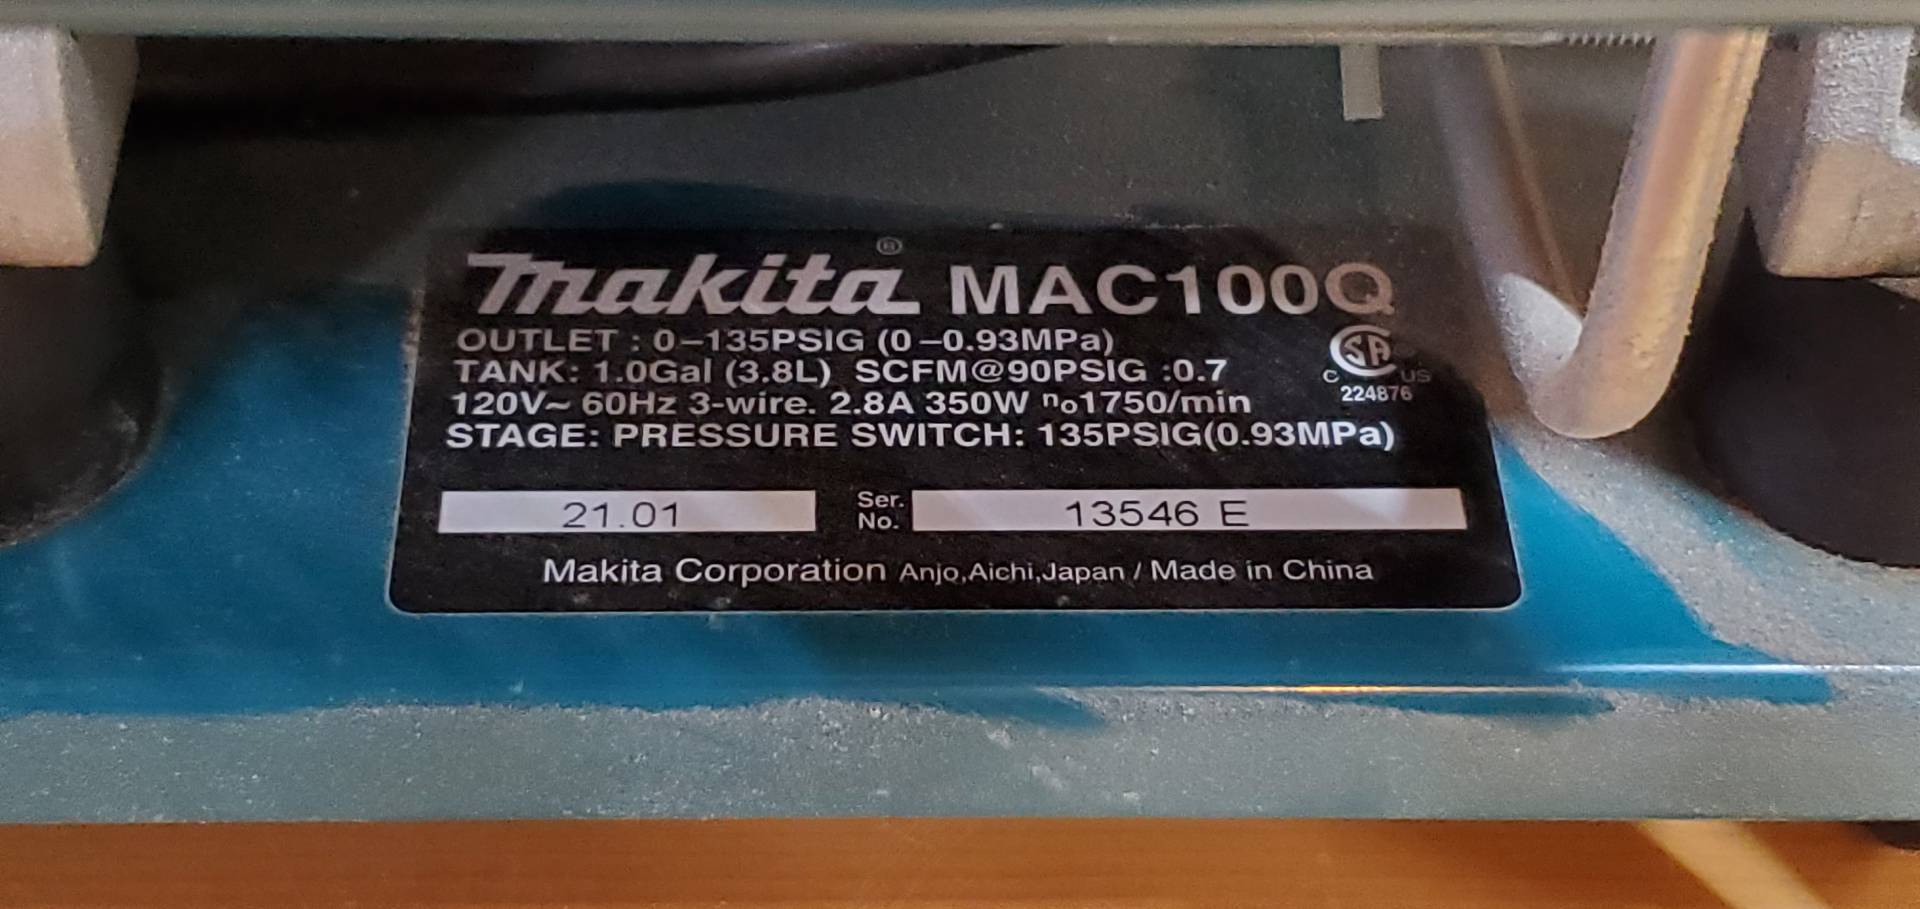 makita® MAC100Q
OUTLET : 0–135PSIG (0–0.93MPa)
TANK: 1.0Gal (3.8L) SCFM@90PSIG :0.7
120V~ 60Hz 3-wire. 2.8A 350W no1750/min
STAGE: PRESSURE SWITCH: 135PSIG(0.93MPa)
SA
C US
224876
21.01
Ser. No. 13546 E
Makita Corporation Anjo,Aichi,Japan / Made in China